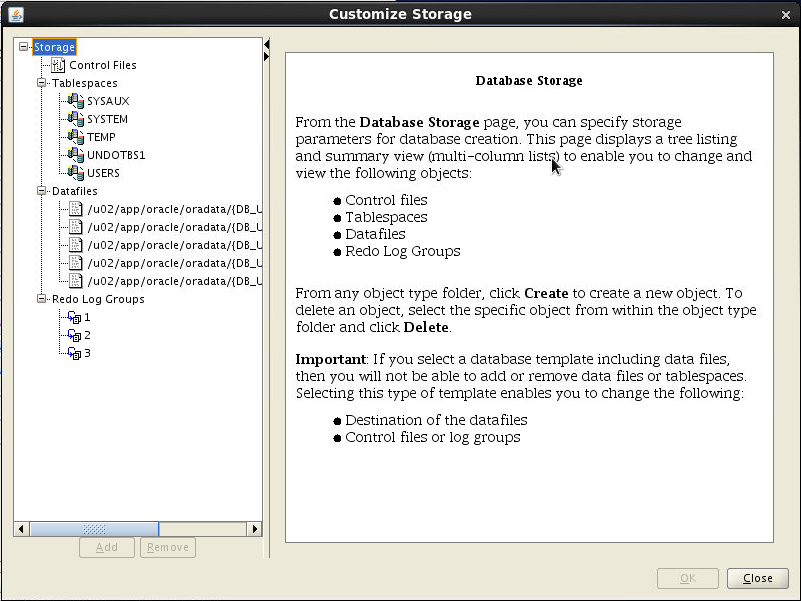 Customize Storage
Storage
Control Files
Tablespaces
SYSAUX
SYSTEM
TEMP
UNDOTBS1
USERS
Datafiles
/u02/app/oracle/oradata/{DB_U
/u02/app/oracle/oradata/{DB_U
/u02/app/oracle/oradata/{DB_U
/u02/app/oracle/oradata/{DB_U
/u02/app/oracle/oradata/{DB_U
Redo Log Groups
1
2
3
Add
Remove
Database Storage
From the Database Storage page, you can specify storage
parameters for database creation. This page displays a tree listing
and summary view (multi-column lists) to enable you to change and
view the following objects:
● Control files
● Tablespaces
● Datafiles
● Redo Log Groups
From any object type folder, click Create to create a new object. To
delete an object, select the specific object from within the object type
folder and click Delete.
Important: If you select a database template including data files,
then you will not be able to add or remove data files or tablespaces.
Selecting this type of template enables you to change the following:
● Destination of the datafiles
● Control files or log groups
OK
Close